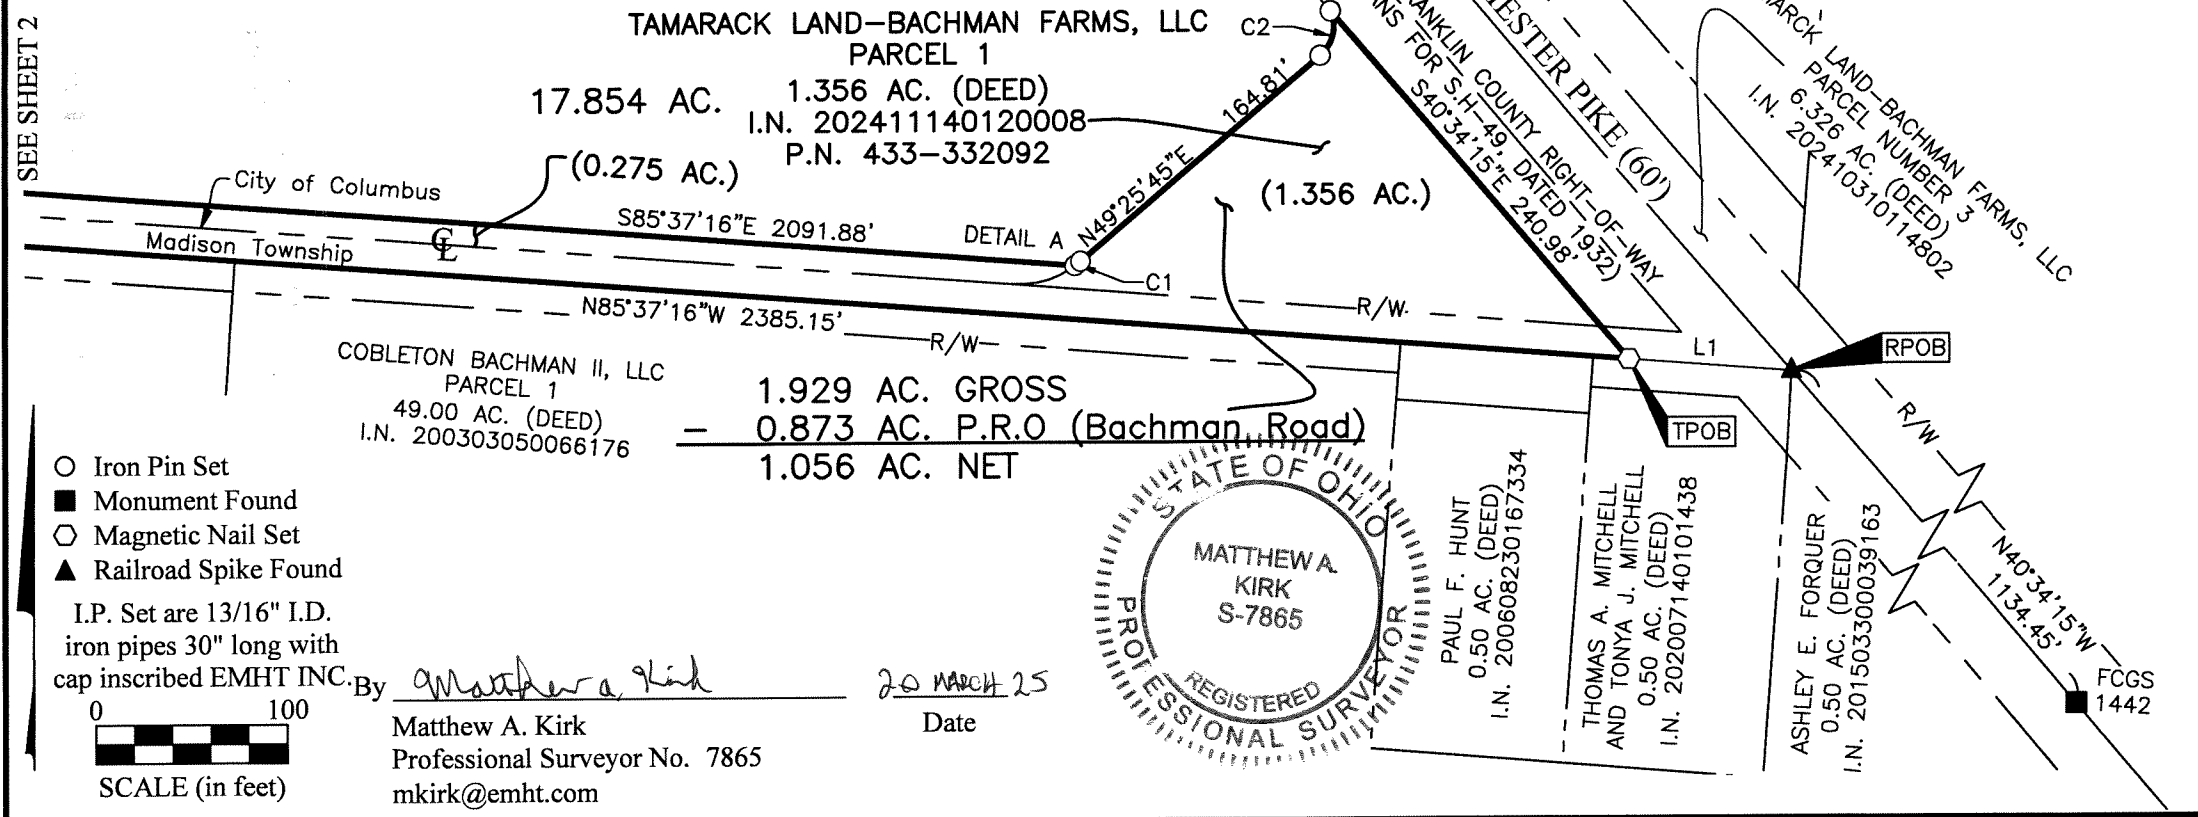 SEE SHEET 2
TAMARACK LAND–BACHMAN FARMS, LLC
PARCEL 1
1.356 AC. (DEED)
I.N. 202411140120008
P.N. 433–332092
17.854 AC.
(0.275 AC.)
City of Columbus
Madison Township
℄
S85°37'16"E 2091.88'
DETAIL A
N49°25'45"E
164.81'
C2
C1
(1.356 AC.)
S40°34'15"E 240.98'
ANKLIN COUNTY RIGHT–OF–WAY
NS FOR S.H–49, DATED 1932)
ESTER PIKE (60')
ARCK LAND–BACHMAN FARMS, LLC
PARCEL NUMBER 3
6.326 AC. (DEED)
I.N. 202410310114802
N85°37'16"W 2385.15'
R/W
R/W
L1
RPOB
TPOB
R/W
COBLETON BACHMAN II, LLC
PARCEL 1
49.00 AC. (DEED)
I.N. 200303050066176
1.929 AC. GROSS
– 0.873 AC. P.R.O (Bachman Road)
1.056 AC. NET
Iron Pin Set
Monument Found
Magnetic Nail Set
Railroad Spike Found
I.P. Set are 13/16" I.D.
iron pipes 30" long with
cap inscribed EMHT INC.
0 100
SCALE (in feet)
By Matthew A. Kirk
20 MARCH 25
Matthew A. Kirk
Date
Professional Surveyor No. 7865
mkirk@emht.com
STATE OF OHIO
MATTHEW A.
KIRK
S-7865
REGISTERED
PROFESSIONAL SURVEYOR
PAUL F. HUNT
0.50 AC. (DEED)
I.N. 200608230167334
THOMAS A. MITCHELL
AND TONYA J. MITCHELL
0.50 AC. (DEED)
I.N. 202007140101438
ASHLEY E. FORQUER
0.50 AC. (DEED)
I.N. 201503300039163
N40°34'15"W
1134.45'
FCGS
1442